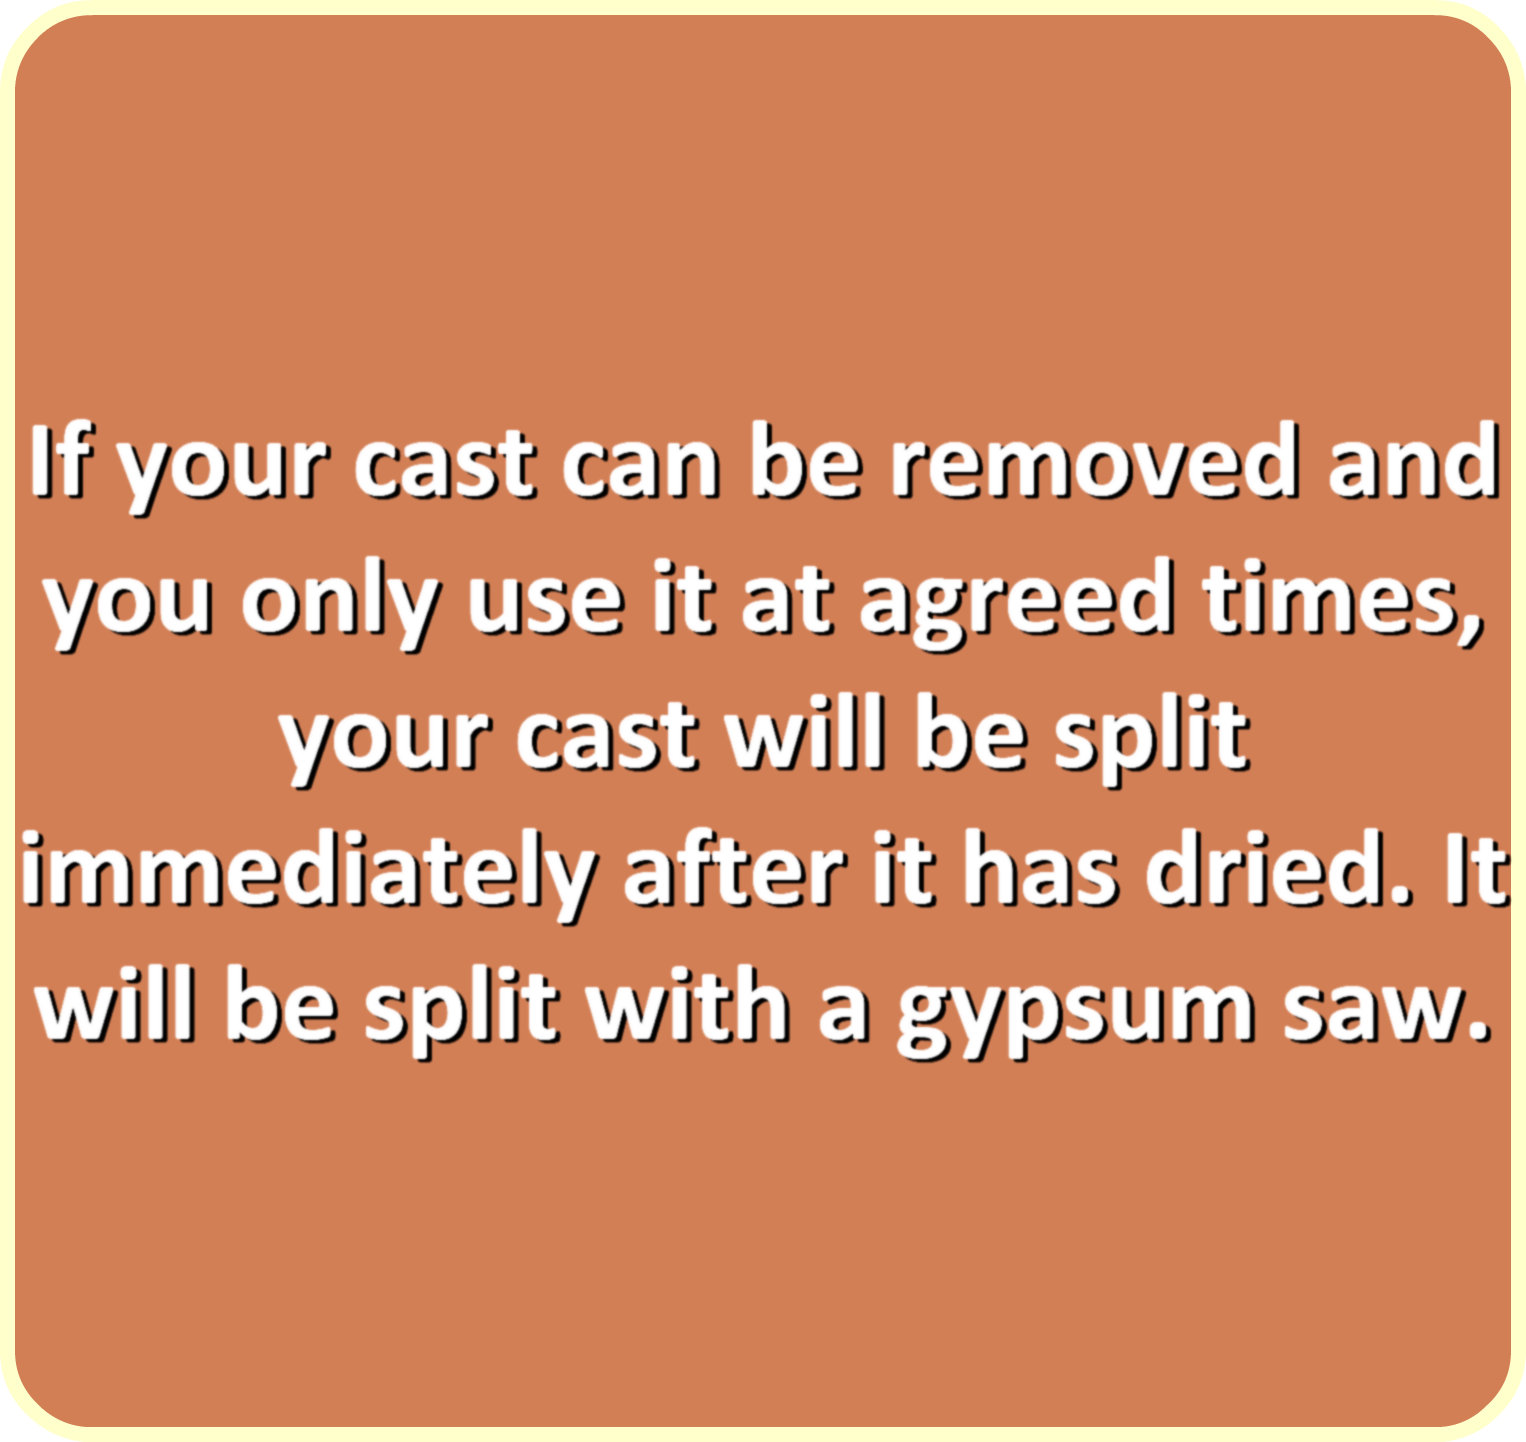 If your cast can be removed and
you only use it at agreed times,
your cast will be split
immediately after it has dried. It
will be split with a gypsum saw.